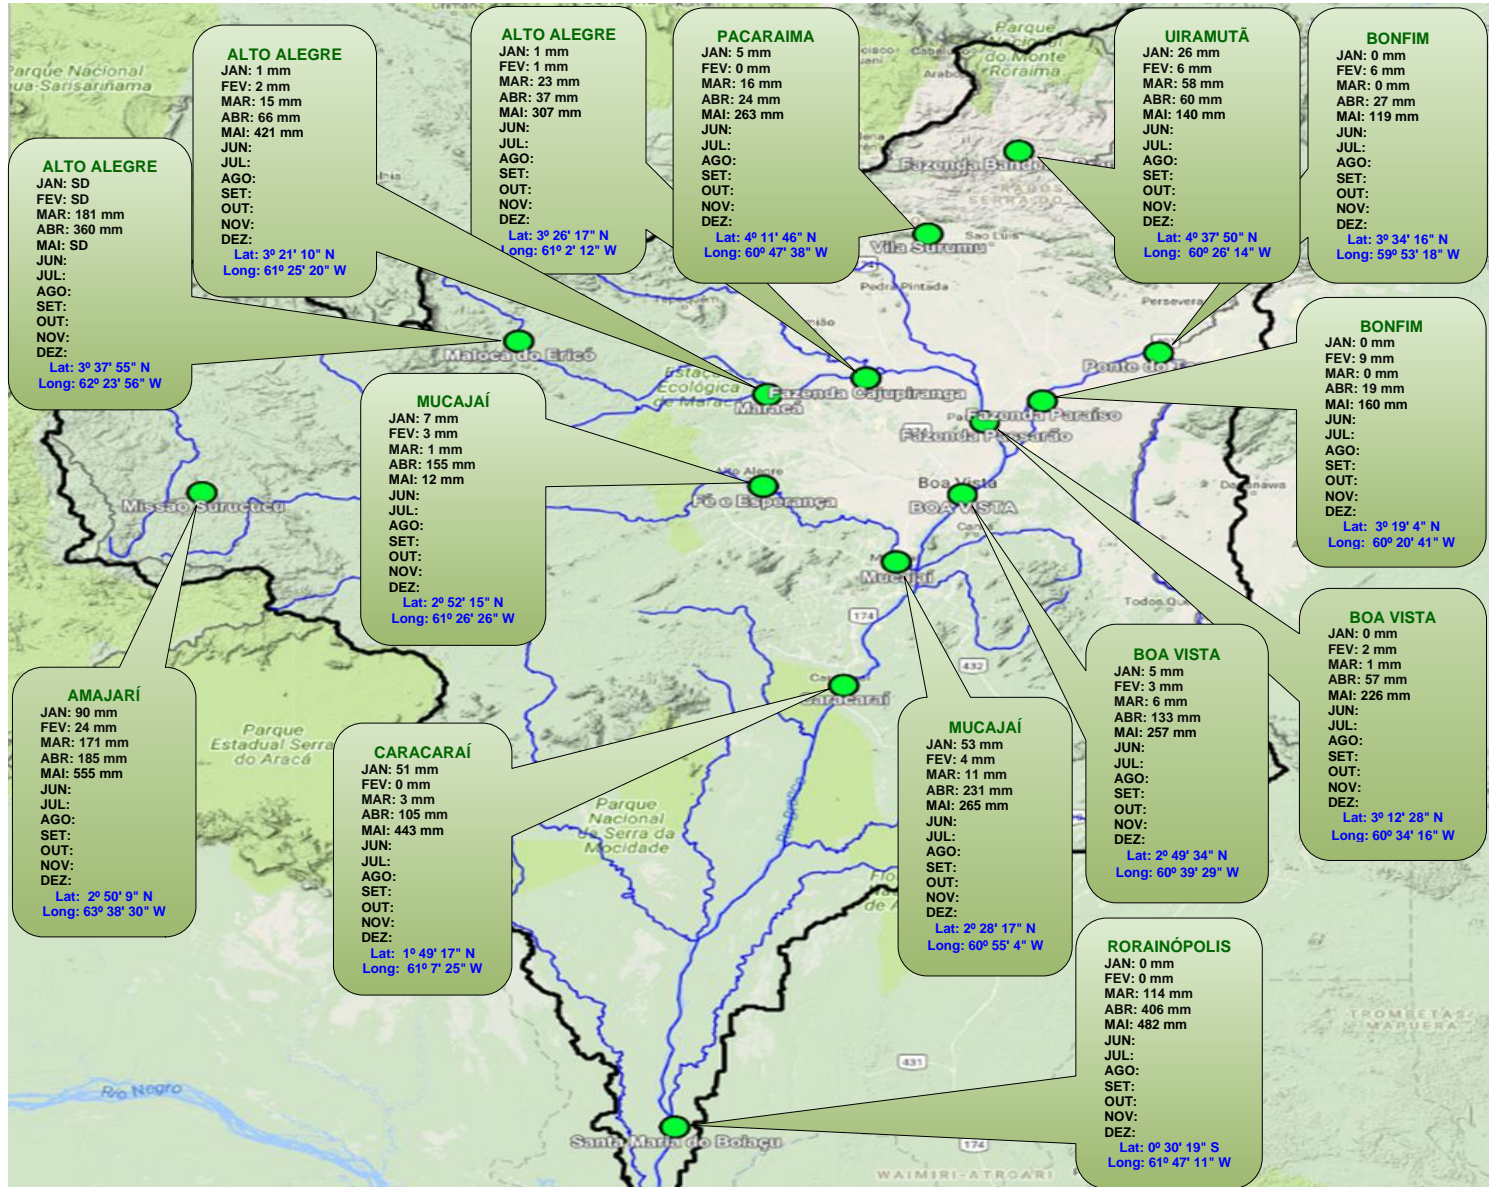 ALTO ALEGRE
JAN: SD
FEV: SD
MAR: 181 mm
ABR: 360 mm
MAI: SD
JUN:
JUL:
AGO:
SET:
OUT:
NOV:
DEZ:
Lat: 3º 37' 55" N
Long: 62º 23' 56" W
ALTO ALEGRE
JAN: 1 mm
FEV: 2 mm
MAR: 15 mm
ABR: 66 mm
MAI: 421 mm
JUN:
JUL:
AGO:
SET:
OUT:
NOV:
DEZ:
Lat: 3º 21' 10" N
Long: 61º 25' 20" W
ALTO ALEGRE
JAN: 1 mm
FEV: 1 mm
MAR: 23 mm
ABR: 37 mm
MAI: 307 mm
JUN:
JUL:
AGO:
SET:
OUT:
NOV:
DEZ:
Lat: 3º 26' 17" N
Long: 61º 2' 12" W
PACARAIMA
JAN: 5 mm
FEV: 0 mm
MAR: 16 mm
ABR: 24 mm
MAI: 263 mm
JUN:
JUL:
AGO:
SET:
OUT:
NOV:
DEZ:
Lat: 4º 11' 46" N
Long: 60º 47' 38" W
UIRAMUTÃ
JAN: 26 mm
FEV: 6 mm
MAR: 58 mm
ABR: 60 mm
MAI: 140 mm
JUN:
JUL:
AGO:
SET:
OUT:
NOV:
DEZ:
Lat: 4º 37' 50" N
Long: 60º 26' 14" W
BONFIM
JAN: 0 mm
FEV: 6 mm
MAR: 0 mm
ABR: 27 mm
MAI: 119 mm
JUN:
JUL:
AGO:
SET:
OUT:
NOV:
DEZ:
Lat: 3º 34' 16" N
Long: 59º 53' 18" W
BONFIM
JAN: 0 mm
FEV: 9 mm
MAR: 0 mm
ABR: 19 mm
MAI: 160 mm
JUN:
JUL:
AGO:
SET:
OUT:
NOV:
DEZ:
Lat: 3º 19' 4" N
Long: 60º 20' 41" W
MUCAJAÍ
JAN: 7 mm
FEV: 3 mm
MAR: 1 mm
ABR: 155 mm
MAI: 12 mm
JUN:
JUL:
AGO:
SET:
OUT:
NOV:
DEZ:
Lat: 2º 52' 15" N
Long: 61º 26' 26" W
BOA VISTA
JAN: 0 mm
FEV: 2 mm
MAR: 1 mm
ABR: 57 mm
MAI: 226 mm
JUN:
JUL:
AGO:
SET:
OUT:
NOV:
DEZ:
Lat: 3º 12' 28" N
Long: 60º 34' 16" W
BOA VISTA
JAN: 5 mm
FEV: 3 mm
MAR: 6 mm
ABR: 133 mm
MAI: 257 mm
JUN:
JUL:
AGO:
SET:
OUT:
NOV:
DEZ:
Lat: 2º 49' 34" N
Long: 60º 39' 29" W
AMAJARÍ
JAN: 90 mm
FEV: 24 mm
MAR: 171 mm
ABR: 185 mm
MAI: 555 mm
JUN:
JUL:
AGO:
SET:
OUT:
NOV:
DEZ:
Lat: 2º 50' 9" N
Long: 63º 38' 30" W
CARACARAÍ
JAN: 51 mm
FEV: 0 mm
MAR: 3 mm
ABR: 105 mm
MAI: 443 mm
JUN:
JUL:
AGO:
SET:
OUT:
NOV:
DEZ:
Lat: 1º 49' 17" N
Long: 61º 7' 25" W
MUCAJAÍ
JAN: 53 mm
FEV: 4 mm
MAR: 11 mm
ABR: 231 mm
MAI: 265 mm
JUN:
JUL:
AGO:
SET:
OUT:
NOV:
DEZ:
Lat: 2º 28' 17" N
Long: 60º 55' 4" W
RORAINÓPOLIS
JAN: 0 mm
FEV: 0 mm
MAR: 114 mm
ABR: 406 mm
MAI: 482 mm
JUN:
JUL:
AGO:
SET:
OUT:
NOV:
DEZ:
Lat: 0º 30' 19" S
Long: 61º 47' 11" W
Parque Nacional
Parque
do Monte
Roraima
Fazenda
Vila Surumu
Sao Luis
Pedra Pintada
Tepequem
Maloca do Ericó
Ponte do
Estação
Ecológica
de Maracá
Maracá
Fazenda Cajupiranga
Fazenda Paraíso
Fazenda Passarão
Alto Alegre
Fé e Esperança
Boa Vista
BOA VISTA
Missão Surucucu
Mucajaí
174
432
Caracaraí
Parque
Estadual Serra
do Aracá
Parque
Nacional
da Serra da
Mocidade
Rio Branco
Rio Negro
431
174
Santa Maria do Boiaçu
TROMBETAS/
MAPUERA
WAIMIRI-ATROARI